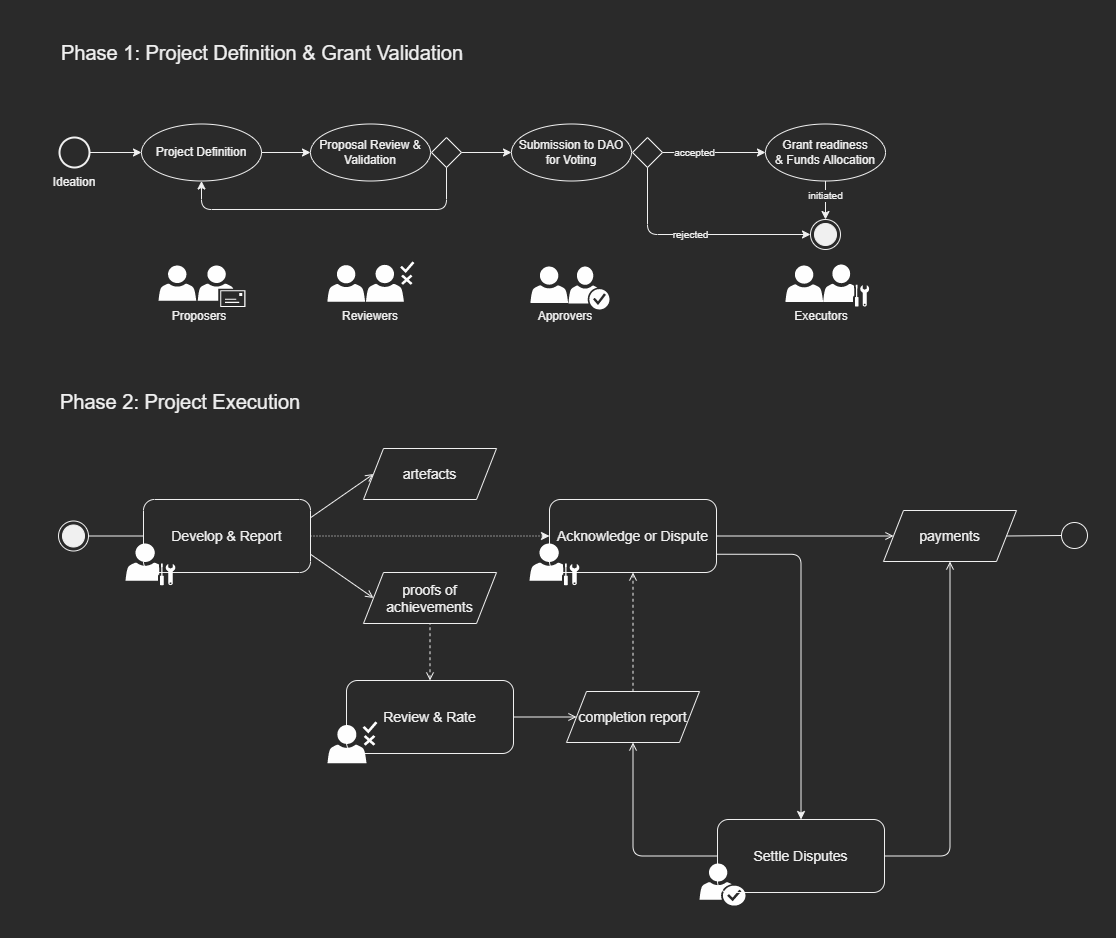 Phase 1: Project Definition & Grant Validation
Ideation
Project Definition
Proposal Review &
Validation
Submission to DAO
for Voting
accepted
Grant readiness
& Funds Allocation
initiated
rejected
Proposers
Reviewers
Approvers
Executors
Phase 2: Project Execution
artefacts
Develop & Report
Acknowledge or Dispute
payments
proofs of
achievements
Review & Rate
completion report
Settle Disputes